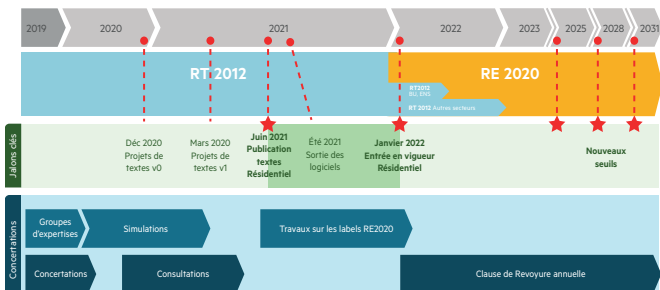 2019
2020
2021
2022
2023
2025
2028
2031
RT 2012
RE 2020
RT2012
BU, ENS
RT 2012 Autres secteurs
Jalons clés
Déc 2020
Projets de
textes v0
Mars 2020
Projets de
textes v1
Juin 2021
Publication
textes
Résidentiel
Été 2021
Sortie des
logiciels
Janvier 2022
Entrée en vigueur
Résidentiel
Nouveaux
seuils
Concertations
Groupes
d'expertises
Simulations
Travaux sur les labels RE2020
Concertations
Consultations
Clause de Revoyure annuelle